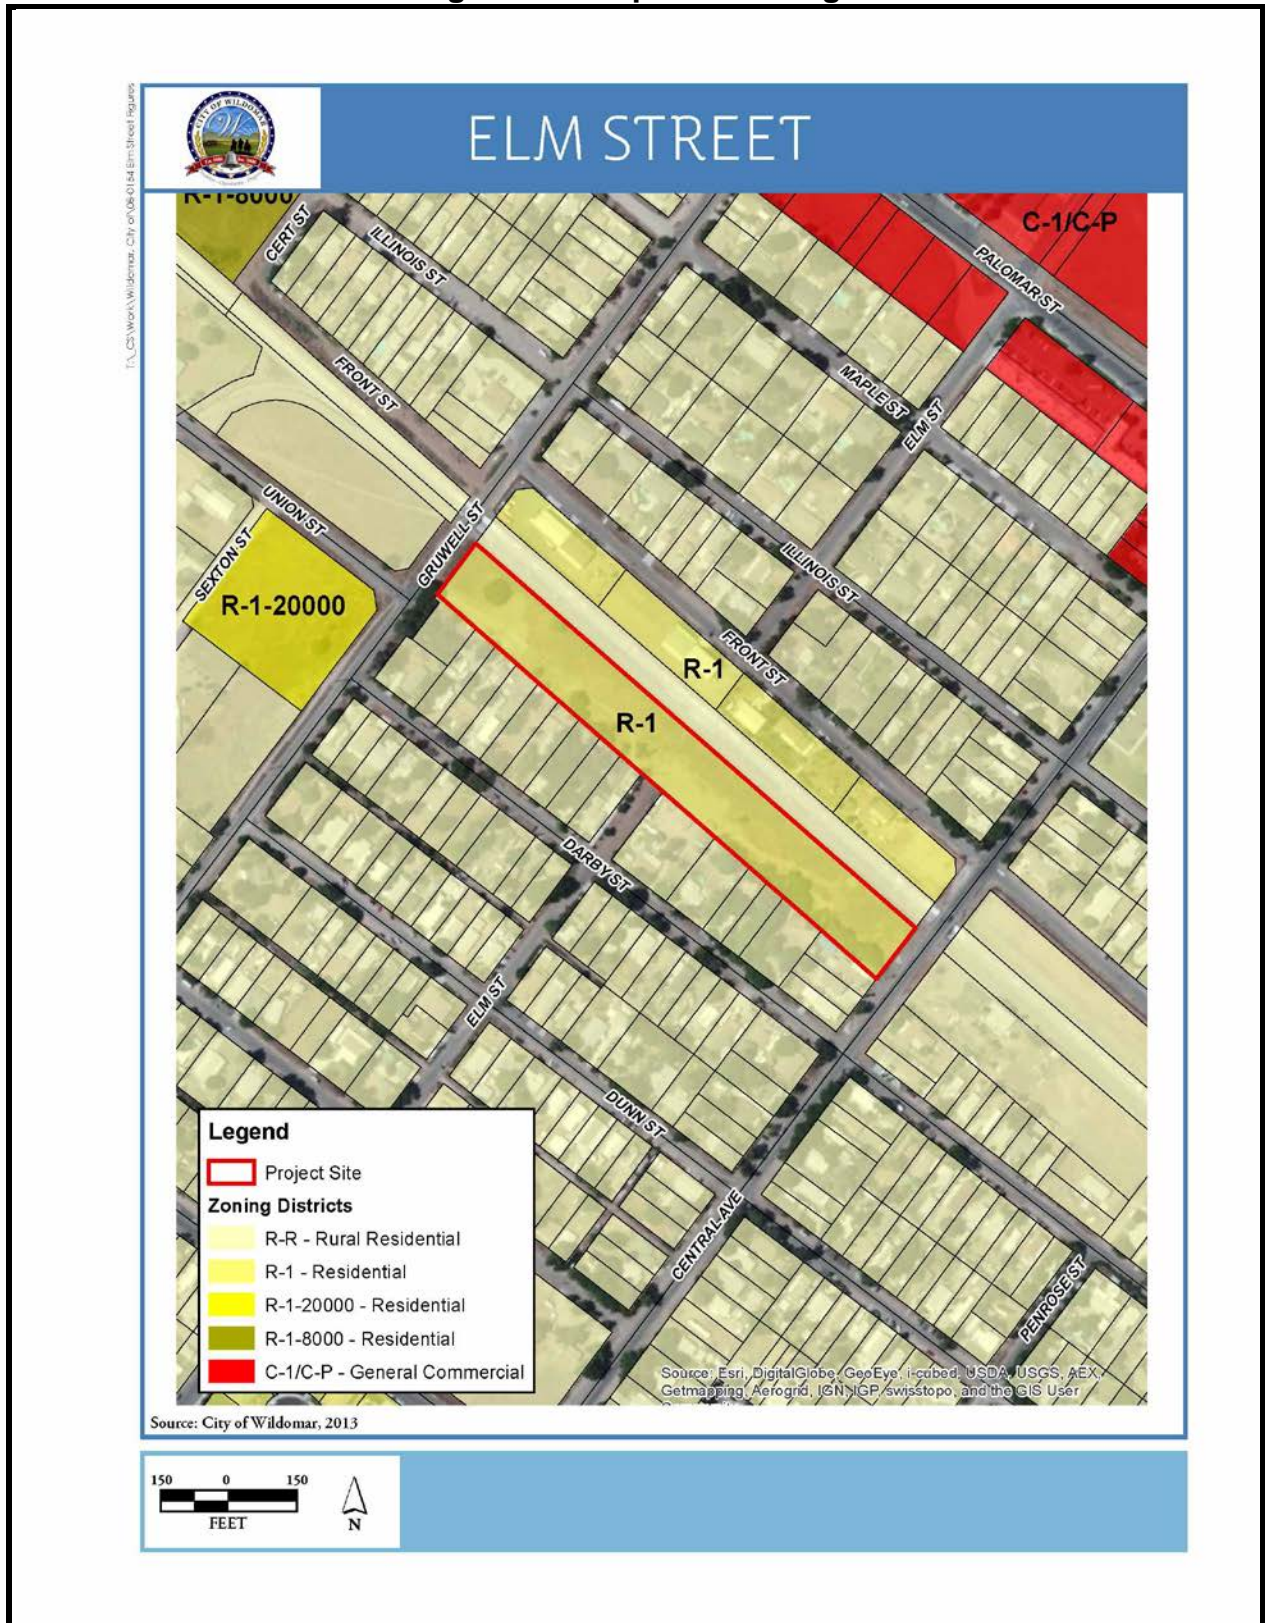 ELM STREET
CITY OF WILDOMAR
R-1-8000
C-1/C-P
CERT ST
ILLINOIS ST
PALOMAR ST
FRONT ST
MAPLE ST
ELM ST
UNION ST
GRUWELL ST
SEXTON ST
ILLINOIS ST
R-1-20000
FRONT ST
R-1
R-1
DARBY ST
ELM ST
DUNN ST
CENTRAL AVE
PENROSE ST
Legend
Project Site
Zoning Districts
R-R - Rural Residential
R-1 - Residential
R-1-20000 - Residential
R-1-8000 - Residential
C-1/C-P - General Commercial
Source: Esri, DigitalGlobe, GeoEye, i-cubed, USDA, USGS, AEX,
Getmapping, Aerogrid, IGN, IGP, swisstopo, and the GIS User
Source: City of Wildomar, 2013
150 0 150
FEET
N